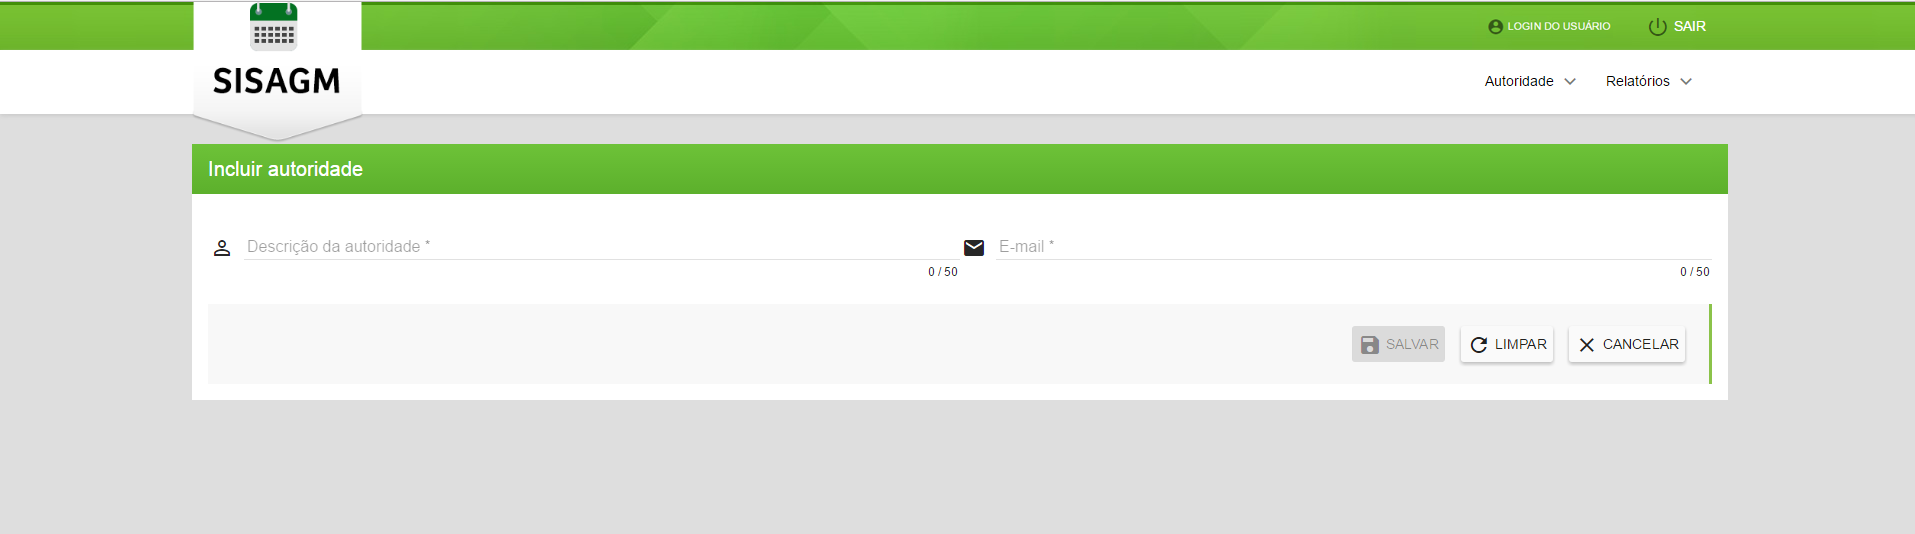 LOGIN DO USUÁRIO
SAIR
SISAGM
Autoridade
Relatórios
Incluir autoridade
Descrição da autoridade *
E-mail *
0 / 50
0 / 50
SALVAR
LIMPAR
CANCELAR